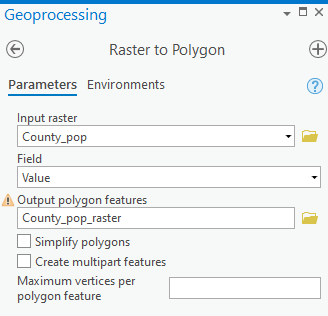 Geoprocessing
Raster to Polygon
Parameters Environments
Input raster
County_pop
Field
Value
Output polygon features
County_pop_raster
Simplify polygons
Create multipart features
Maximum vertices per
polygon feature